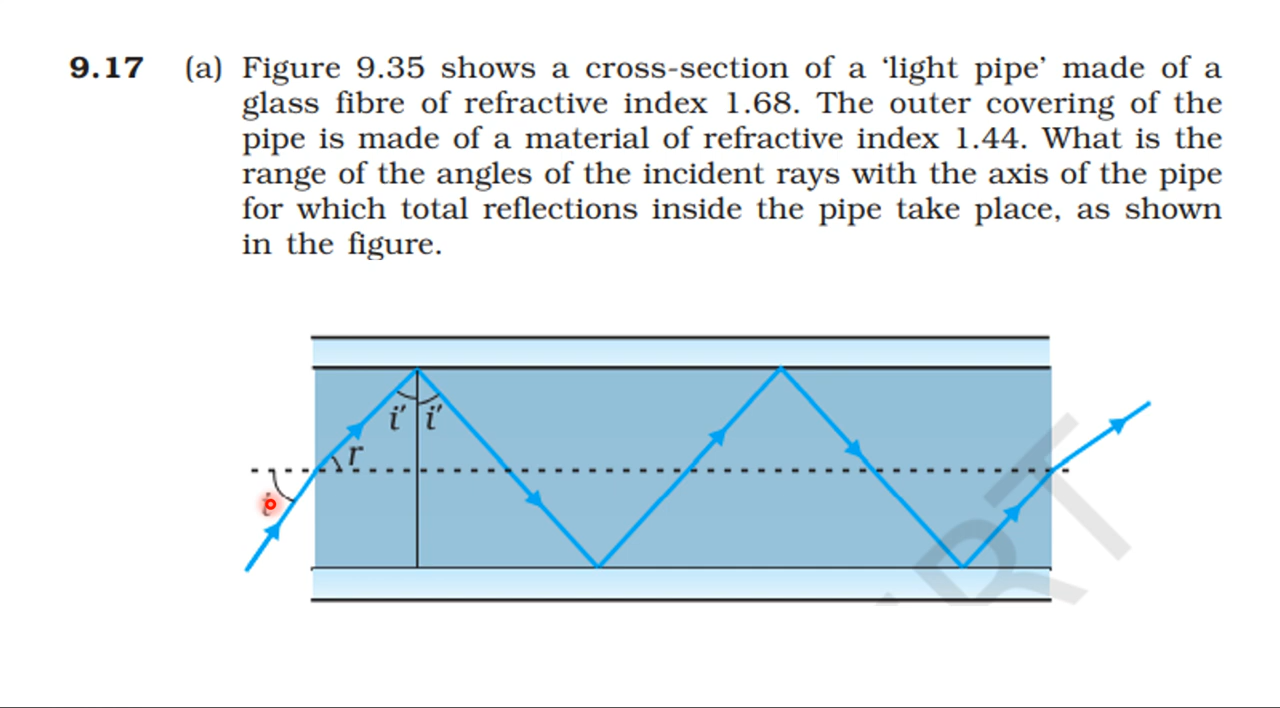 9.17 (a) Figure 9.35 shows a cross-section of a ‘light pipe’ made of a
glass fibre of refractive index 1.68. The outer covering of the
pipe is made of a material of refractive index 1.44. What is the
range of the angles of the incident rays with the axis of the pipe
for which total reflections inside the pipe take place, as shown
in the figure.
i′ i′
r
i